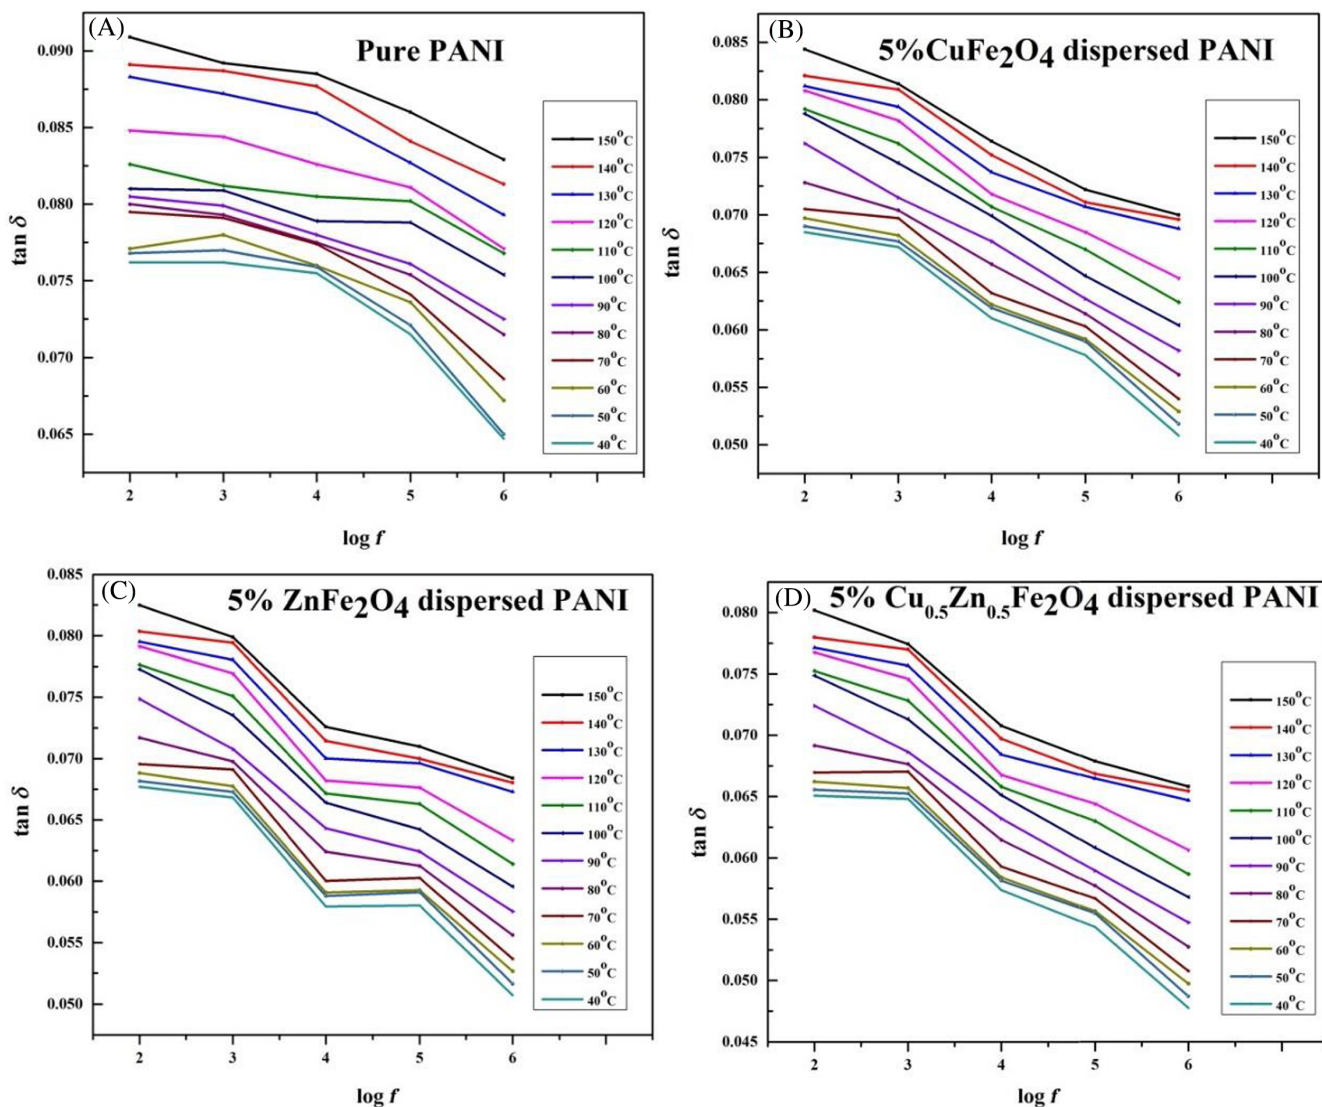 (A)
Pure PANI
0.090
0.085
0.080
0.075
0.070
0.065
tan δ
2 3 4 5 6
log f
150°C
140°C
130°C
120°C
110°C
100°C
90°C
80°C
70°C
60°C
50°C
40°C
(B)
5%CuFe2O4 dispersed PANI
0.085
0.080
0.075
0.070
0.065
0.060
0.055
0.050
tan δ
2 3 4 5 6
log f
150°C
140°C
130°C
120°C
110°C
100°C
90°C
80°C
70°C
60°C
50°C
40°C
(C)
5% ZnFe2O4 dispersed PANI
0.085
0.080
0.075
0.070
0.065
0.060
0.055
0.050
tan δ
2 3 4 5 6
log f
150°C
140°C
130°C
120°C
110°C
100°C
90°C
80°C
70°C
60°C
50°C
40°C
(D)
5% Cu0.5Zn0.5Fe2O4 dispersed PANI
0.080
0.075
0.070
0.065
0.060
0.055
0.050
0.045
tan δ
2 3 4 5 6
log f
150°C
140°C
130°C
120°C
110°C
100°C
90°C
80°C
70°C
60°C
50°C
40°C